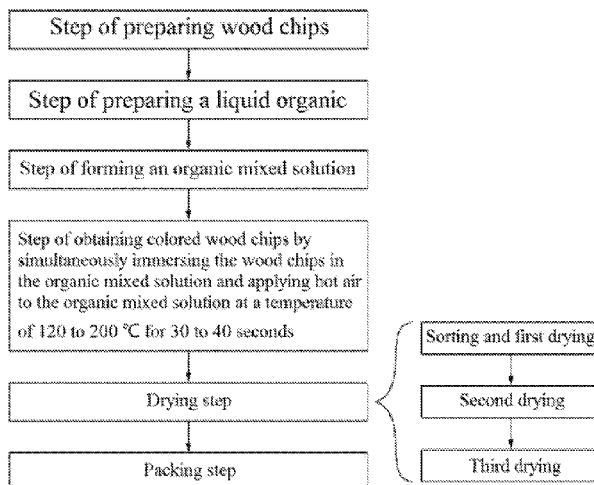 Step of preparing wood chips
Step of preparing a liquid organic
Step of forming an organic mixed solution
Step of obtaining colored wood chips by
simultaneously immersing the wood chips in
the organic mixed solution and applying hot air
to the organic mixed solution at a temperature
of 120 to 200 ℃ for 30 to 40 seconds
Drying step
Packing step
Sorting and first drying
Second drying
Third drying